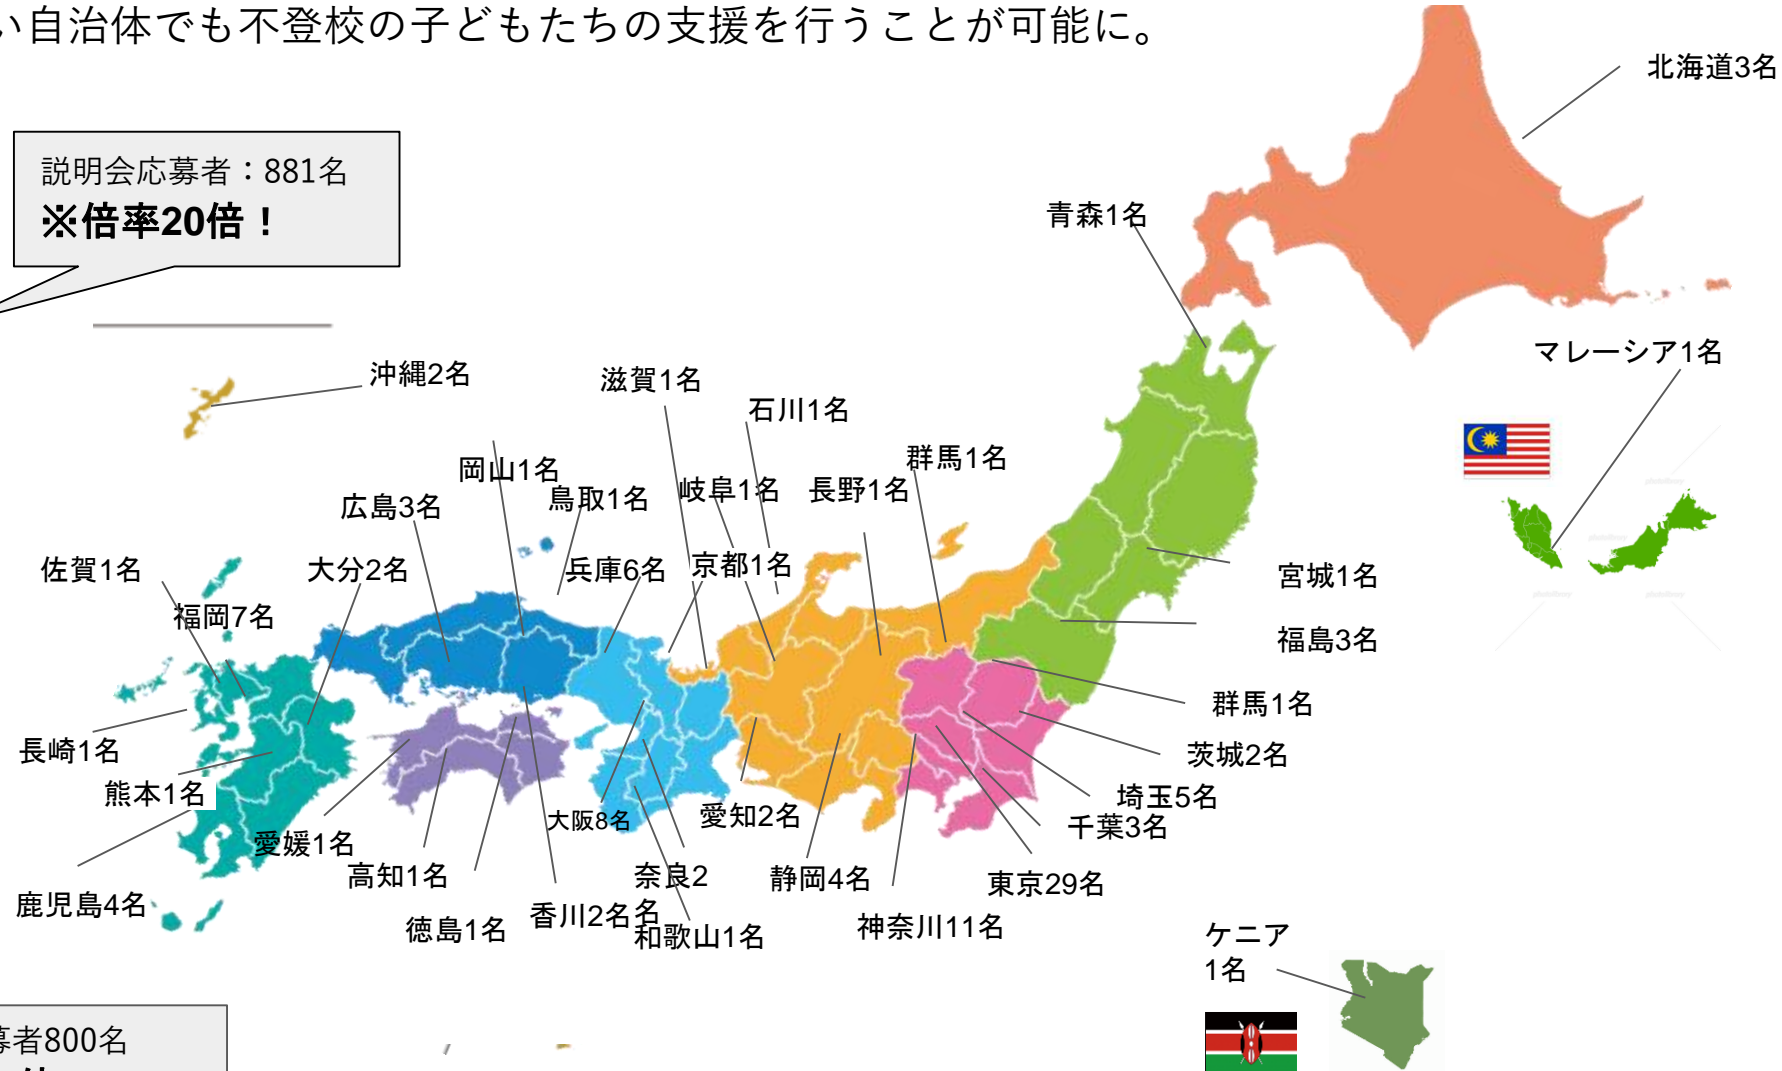 い自治体でも不登校の子どもたちの支援を行うことが可能に。
北海道3名
説明会応募者：881名
※倍率20倍！
青森1名
マレーシア1名
沖縄2名
滋賀1名
石川1名
群馬1名
岡山1名
鳥取1名
岐阜1名
長野1名
広島3名
佐賀1名
大分2名
兵庫6名
京都1名
宮城1名
福岡7名
福島3名
群馬1名
長崎1名
茨城2名
熊本1名
埼玉5名
大阪8名
愛知2名
千葉3名
愛媛1名
高知1名
奈良2
名
静岡4名
東京29名
鹿児島4名
徳島1名
香川2名
和歌山1名
神奈川11名
ケニア
1名
募者800名